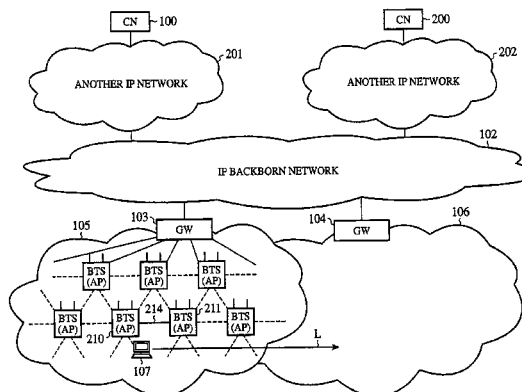 CN 100
CN 200
201
202
ANOTHER IP NETWORK
ANOTHER IP NETWORK
102
IP BACKBORN NETWORK
103
104
105
106
GW
GW
BTS (AP)
BTS (AP)
BTS (AP)
214
211
BTS (AP)
BTS (AP)
BTS (AP)
BTS (AP)
210
L
107